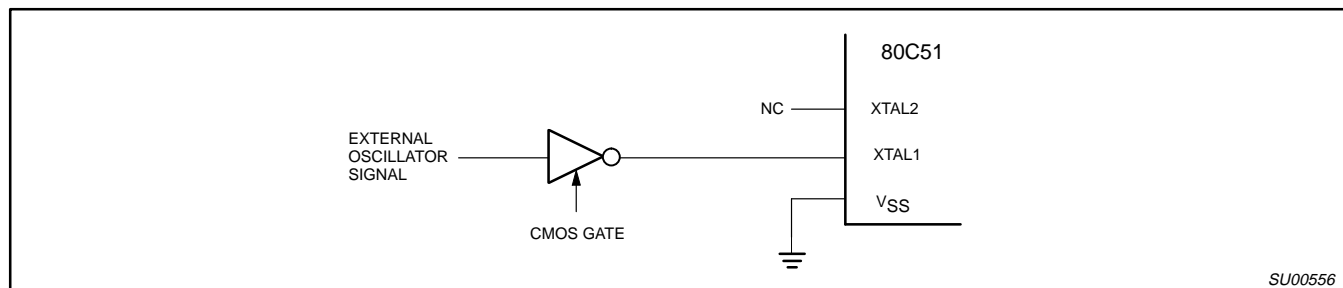 80C51
NC
XTAL2
EXTERNAL
OSCILLATOR
SIGNAL
XTAL1
VSS
CMOS GATE
SU00556